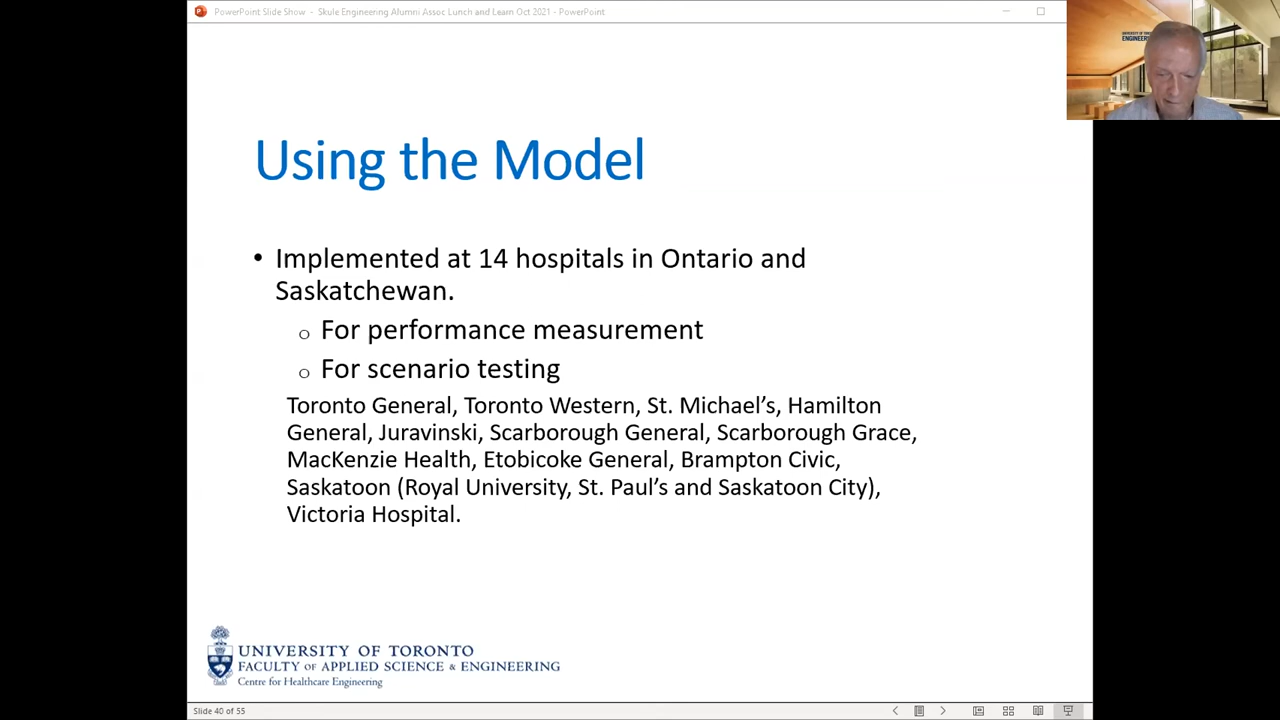 PowerPoint Slide Show - Skule Engineering Alumni Assoc Lunch and Learn Oct 2021 - PowerPoint
UNIVERSITY OF
ENGINEERING
Using the Model
• Implemented at 14 hospitals in Ontario and
Saskatchewan.
o For performance measurement
o For scenario testing
Toronto General, Toronto Western, St. Michael’s, Hamilton
General, Juravinski, Scarborough General, Scarborough Grace,
MacKenzie Health, Etobicoke General, Brampton Civic,
Saskatoon (Royal University, St. Paul’s and Saskatoon City),
Victoria Hospital.
UNIVERSITY OF TORONTO
FACULTY OF APPLIED SCIENCE & ENGINEERING
Centre for Healthcare Engineering
Slide 40 of 55